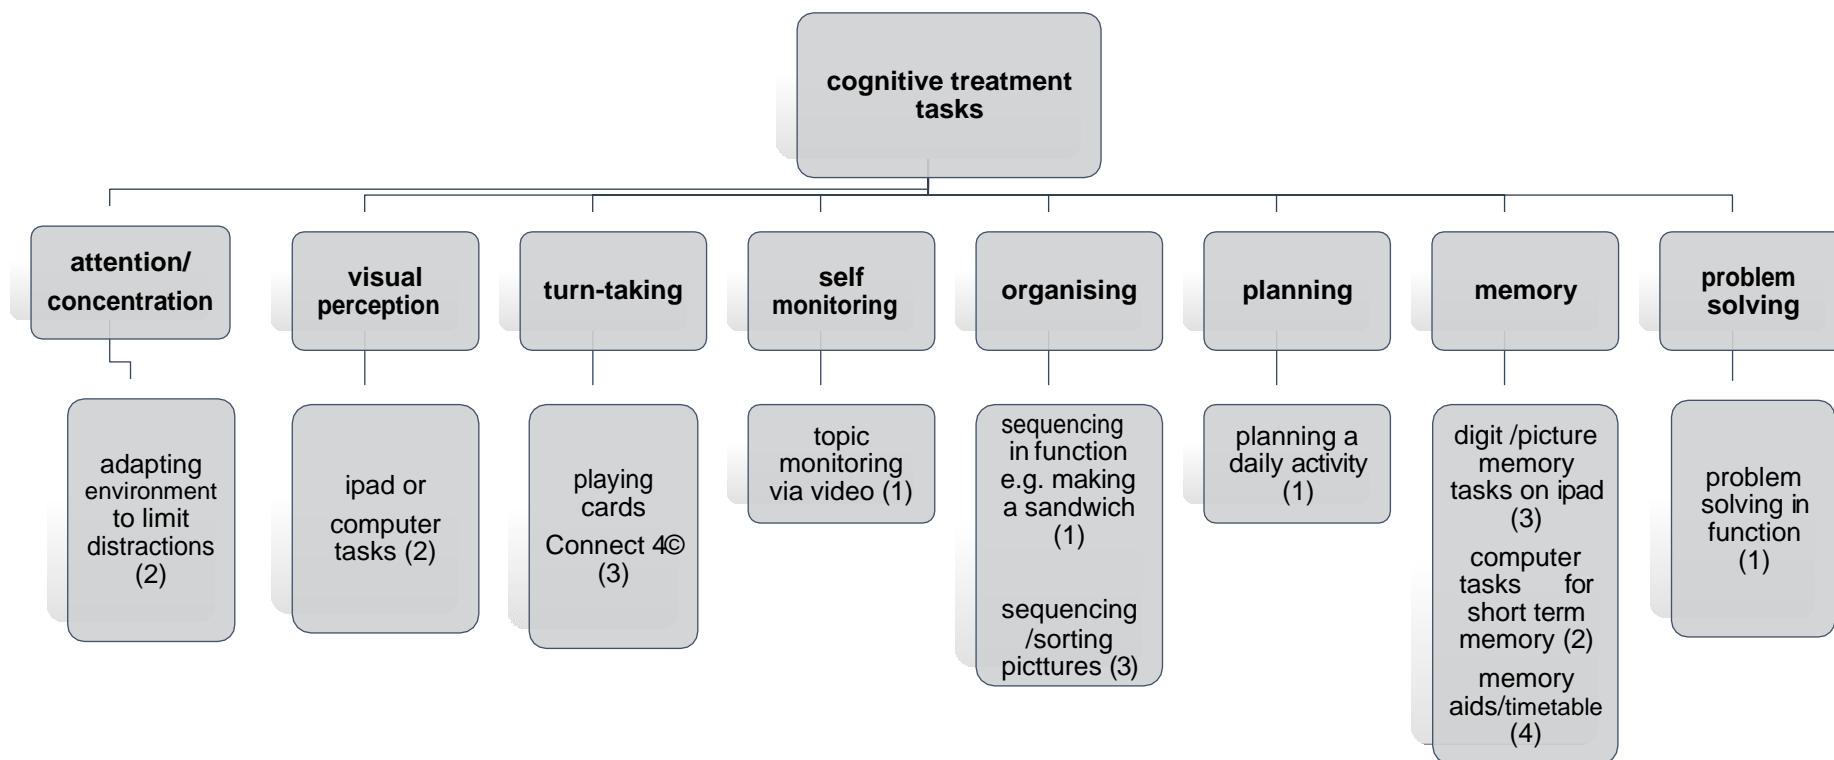 cognitive treatment
tasks
attention/
concentration
visual
perception
turn-taking
self
monitoring
organising
planning
memory
problem
solving
adapting
environment
to limit
distractions
(2)
ipad or
computer
tasks (2)
playing
cards
Connect 4©
(3)
topic
monitoring
via video (1)
sequencing
in function
e.g. making
a sandwich
(1)
sequencing
/sorting
picttures (3)
planning a
daily activity
(1)
digit /picture
memory
tasks on ipad
(3)
computer
tasks for
short term
memory (2)
memory
aids/timetable
(4)
problem
solving in
function
(1)